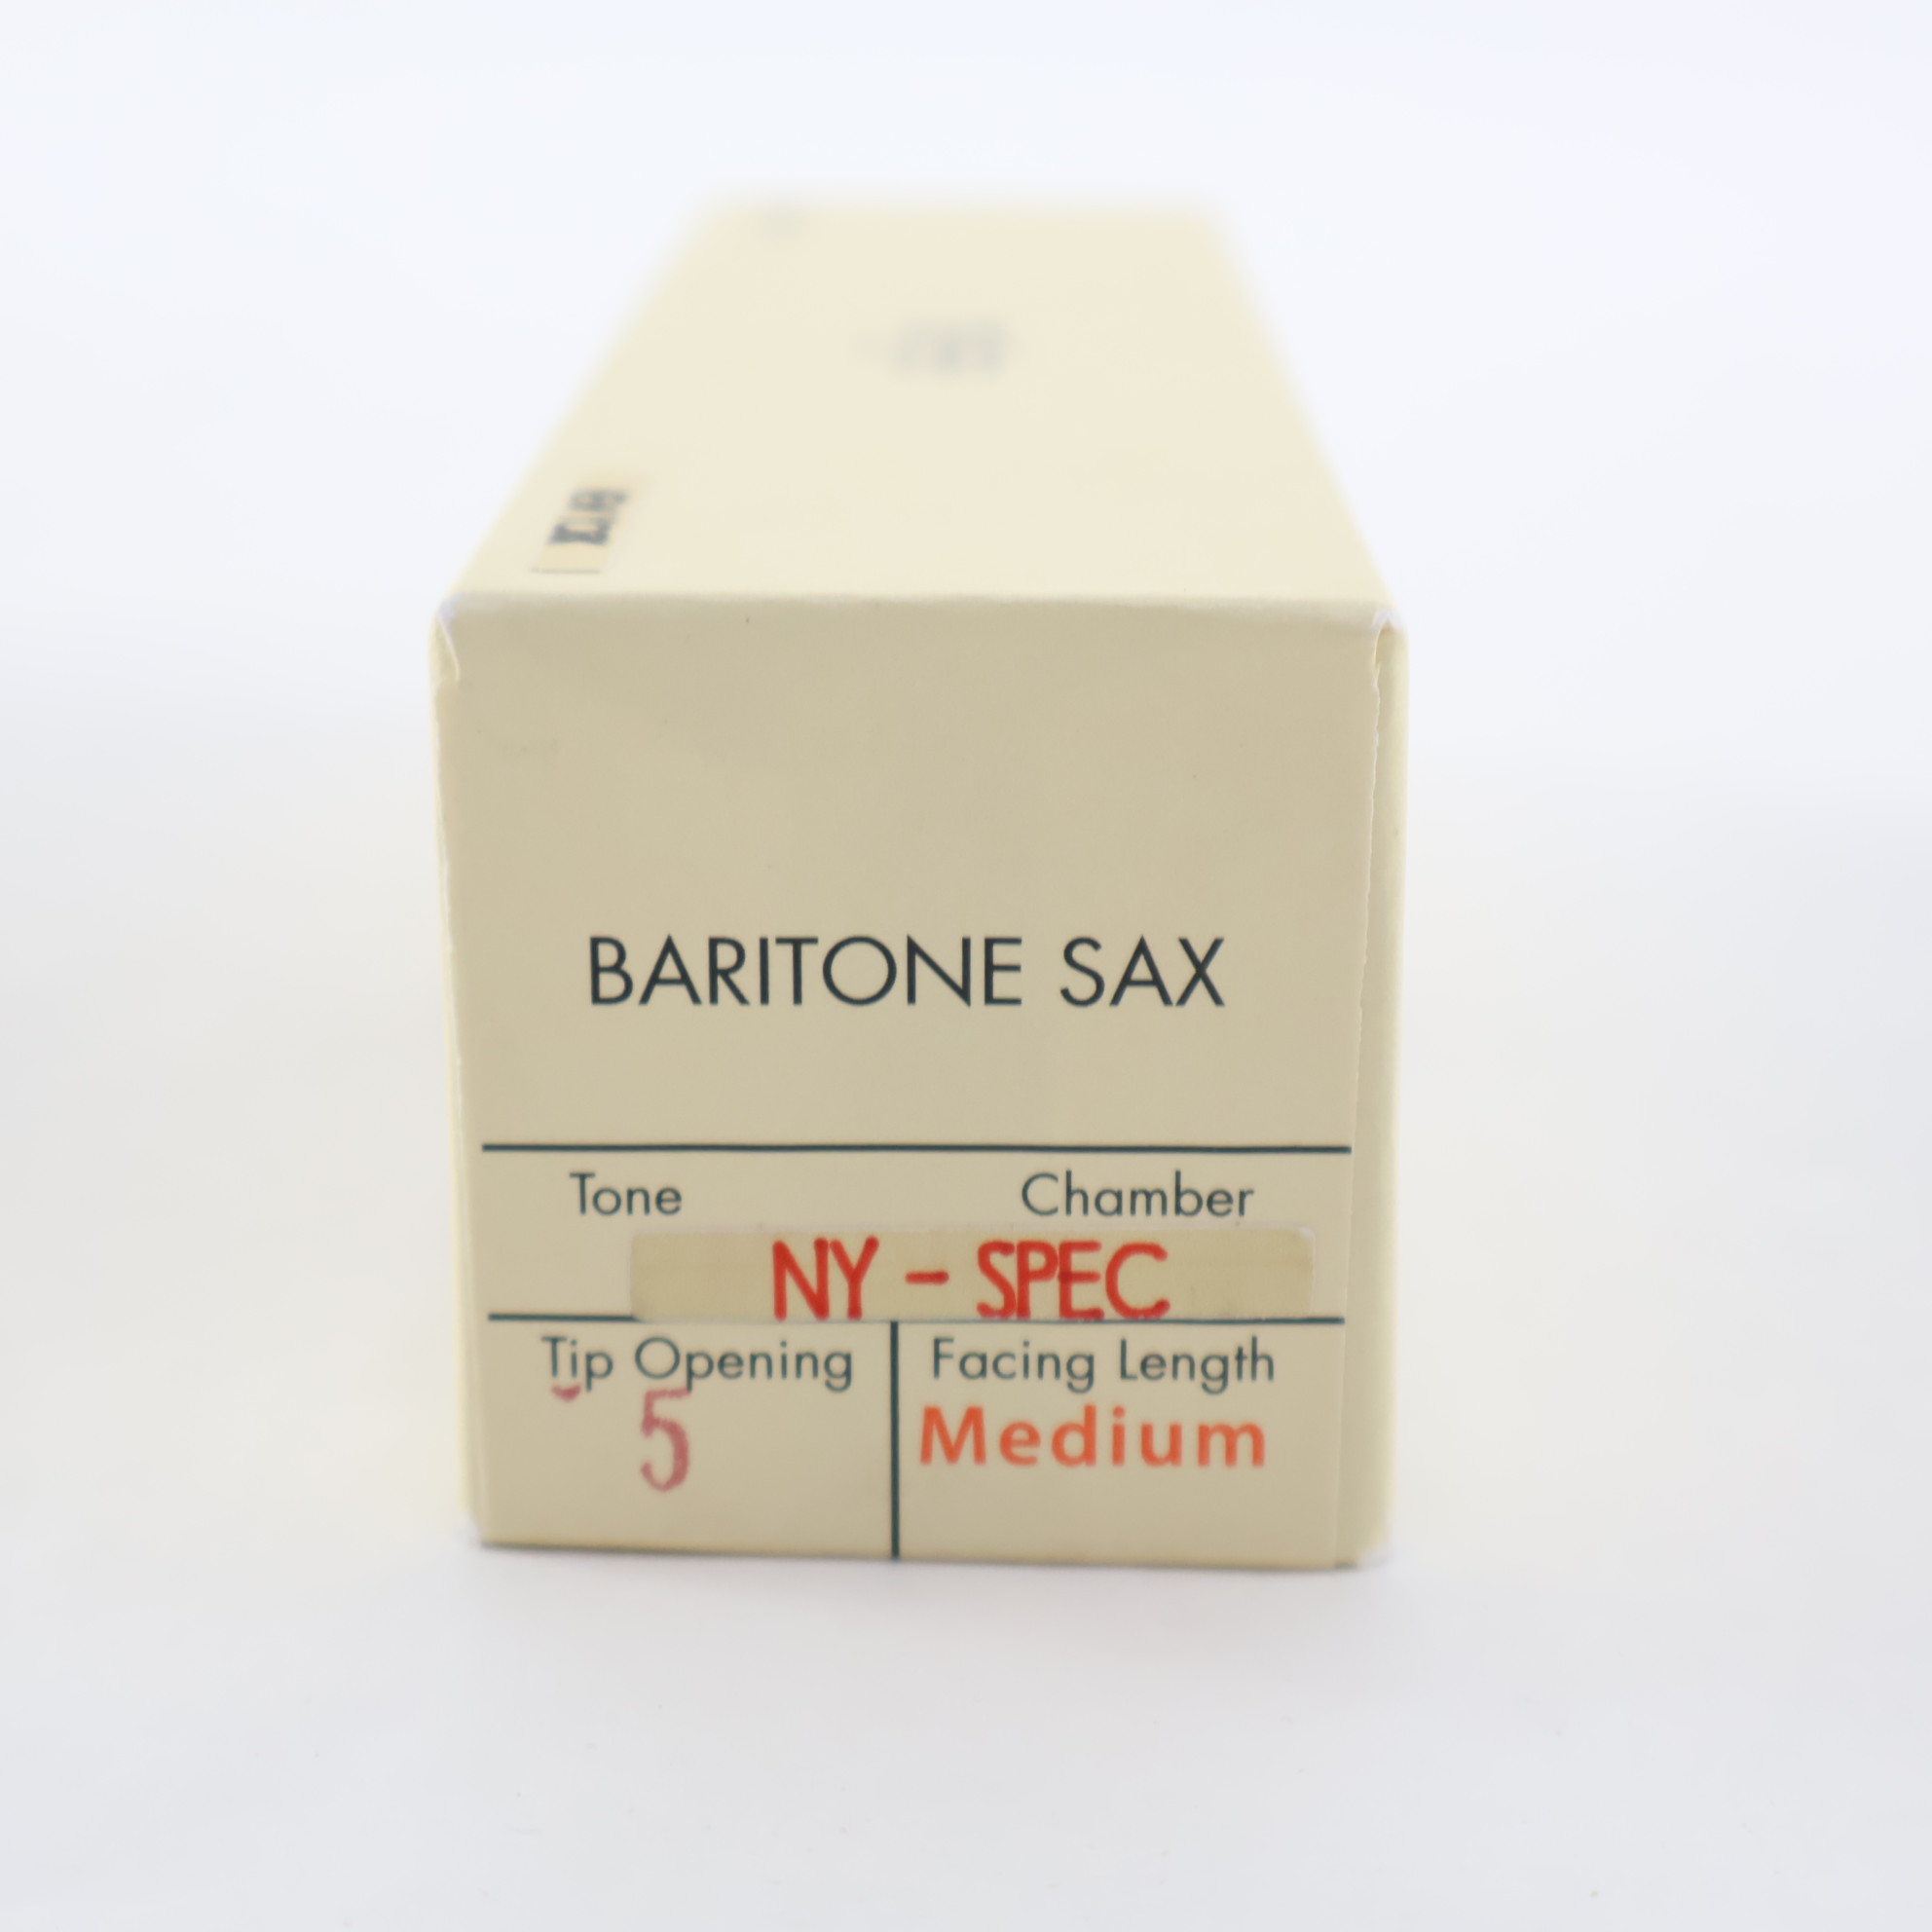 BARITONE SAX
Tone Chamber
NY - SPEC
Tip Opening Facing Length
5 Medium